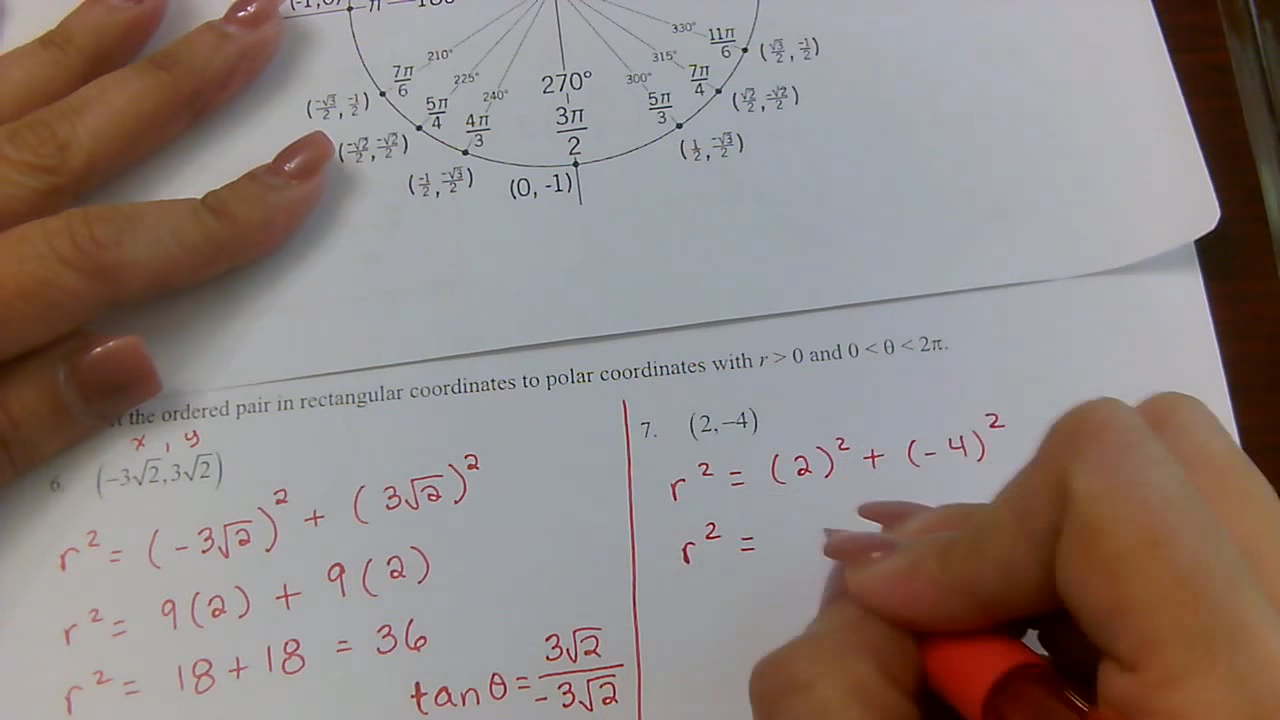 (-1,0) π 180
210° 7π/6 (-√3/2, -1/2)
225° 5π/4 (-√2/2, -√2/2)
240° 4π/3 (-1/2, -√3/2)
270° 3π/2 (0, -1)
300° 5π/3 (1/2, -√3/2)
315° 7π/4 (√2/2, -√2/2)
330° 11π/6 (√3/2, -1/2)
the ordered pair in rectangular coordinates to polar coordinates with r > 0 and 0 < θ < 2π.
x , y
6. (-3√2, 3√2)
r² = (-3√2)² + (3√2)²
r² = 9(2) + 9(2)
r² = 18 + 18 = 36
tan θ = 3√2/-3√2
7. (2, -4)
r² = (2)² + (-4)²
r² =